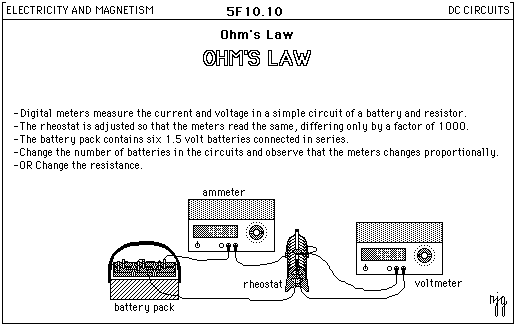 ELECTRICITY AND MAGNETISM 5F10.10 DC CIRCUITS
Ohm's Law
OHM'S LAW
-Digital meters measure the current and voltage in a simple circuit of a battery and resistor.
-The rheostat is adjusted so that the meters read the same, differing only by a factor of 1000.
-The battery pack contains six 1.5 volt batteries connected in series.
-Change the number of batteries in the circuits and observe that the meters changes proportionally.
-OR Change the resistance.
ammeter
rheostat
voltmeter
battery pack
njg